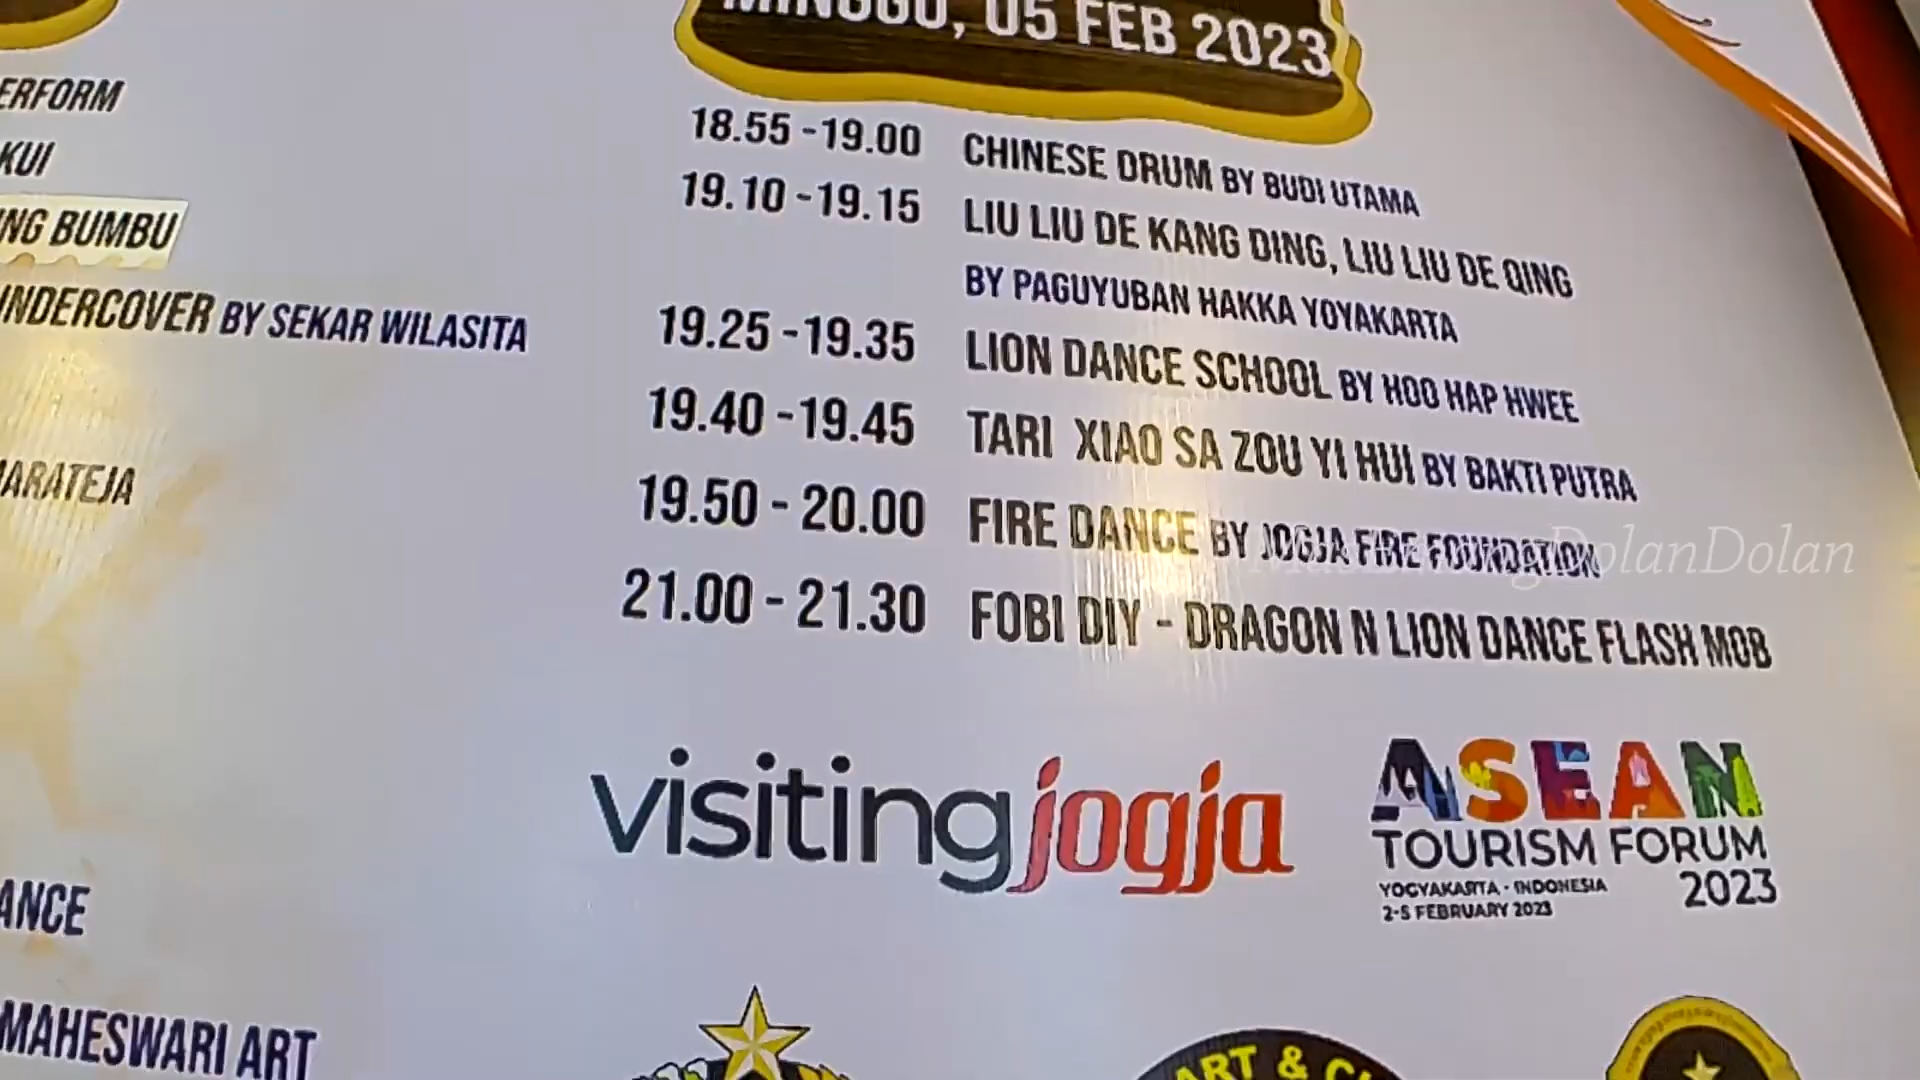 ERFORM
KUI
NG BUMBU
UNDERCOVER BY SEKAR WILASITA
ARATEJA
ANCE
MAHESWARI ART
MINGGU, 05 FEB 2023
18.55 -19.00 CHINESE DRUM BY BUDI UTAMA
19.10 -19.15 LIU LIU DE KANG DING, LIU LIU DE QING
BY PAGUYUBAN HAKKA YOYAKARTA
19.25 -19.35 LION DANCE SCHOOL BY HOO HAP HWEE
19.40 -19.45 TARI XIAO SA ZOU YI HUI BY BAKTI PUTRA
19.50 - 20.00 FIRE DANCE BY JOGJA FIRE FOUNDATION
21.00 - 21.30 FOBI DIY - DRAGON N LION DANCE FLASH MOB
visitingjogja
ASEAN
TOURISM FORUM
YOGYAKARTA - INDONESIA
2-5 FEBRUARY 2023
2023
ART &